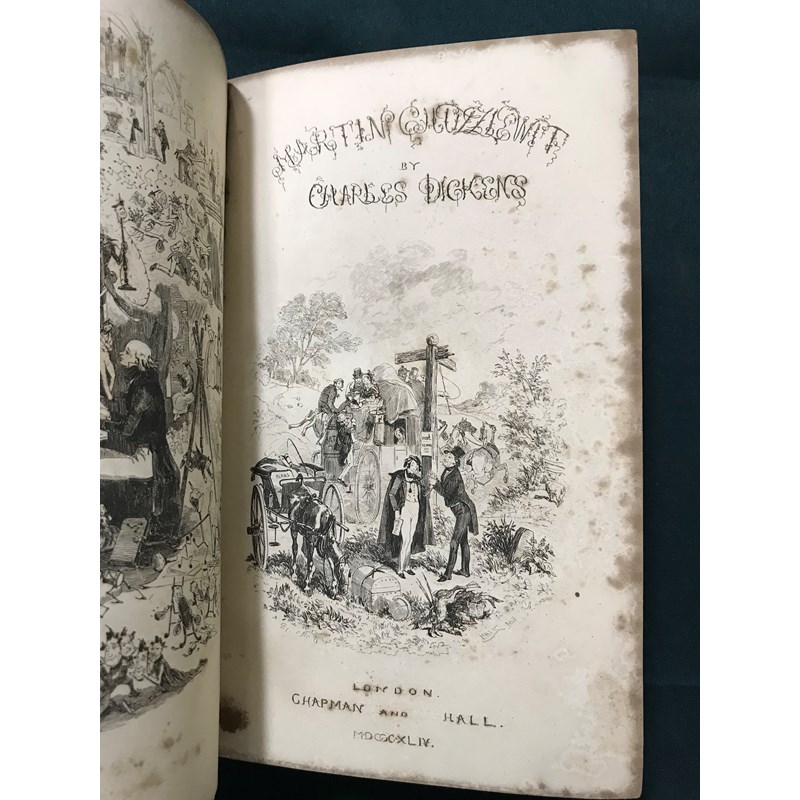 MARTIN CHUZZLEWIT
BY
CHARLES DICKENS
LONDON.
CHAPMAN AND HALL.
MDCCCXLIV.